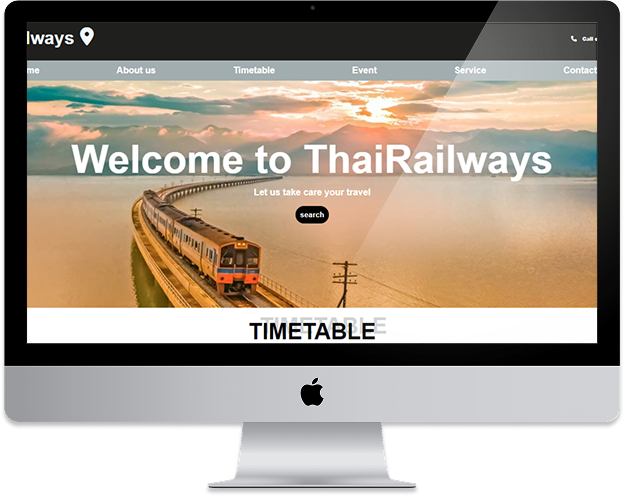 lways
Call
me About us Timetable Event Service Contact
Welcome to ThaiRailways
Let us take care your travel
search
TIMETABLE
TIMETABLE